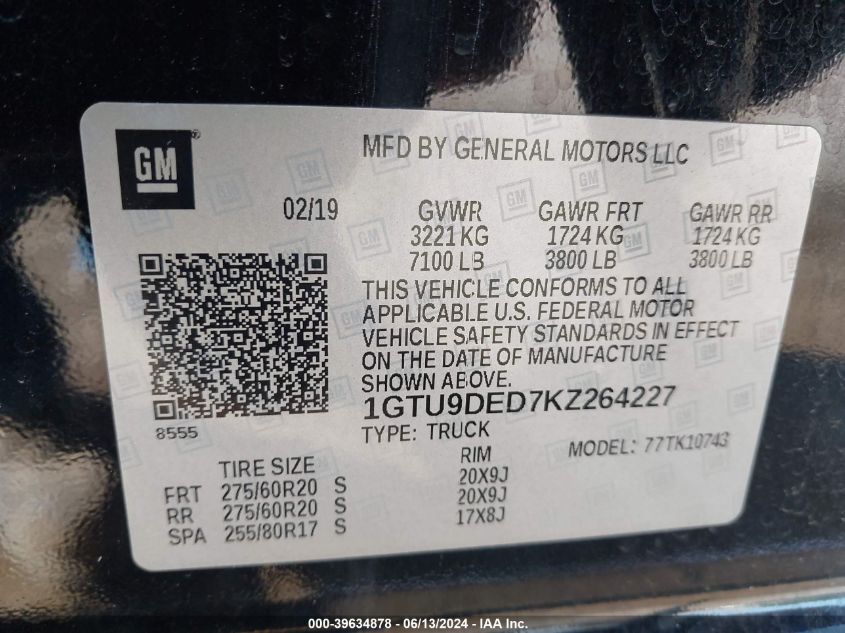 GM
MFD BY GENERAL MOTORS LLC
02/19 GVWR GAWR FRT GAWR RR
3221 KG 1724 KG 1724 KG
7100 LB 3800 LB 3800 LB
THIS VEHICLE CONFORMS TO ALL
APPLICABLE U.S. FEDERAL MOTOR
VEHICLE SAFETY STANDARDS IN EFFECT
ON THE DATE OF MANUFACTURE
SHOWN ABOVE.
1GTU9DED7KZ264227
8555
TYPE: TRUCK
MODEL: 77TK10743
TIRE SIZE RIM
FRT 275/60R20 S 20X9J
RR 275/60R20 S 20X9J
SPA 255/80R17 S 17X8J
000-39634878 - 06/13/2024 - IAA Inc.